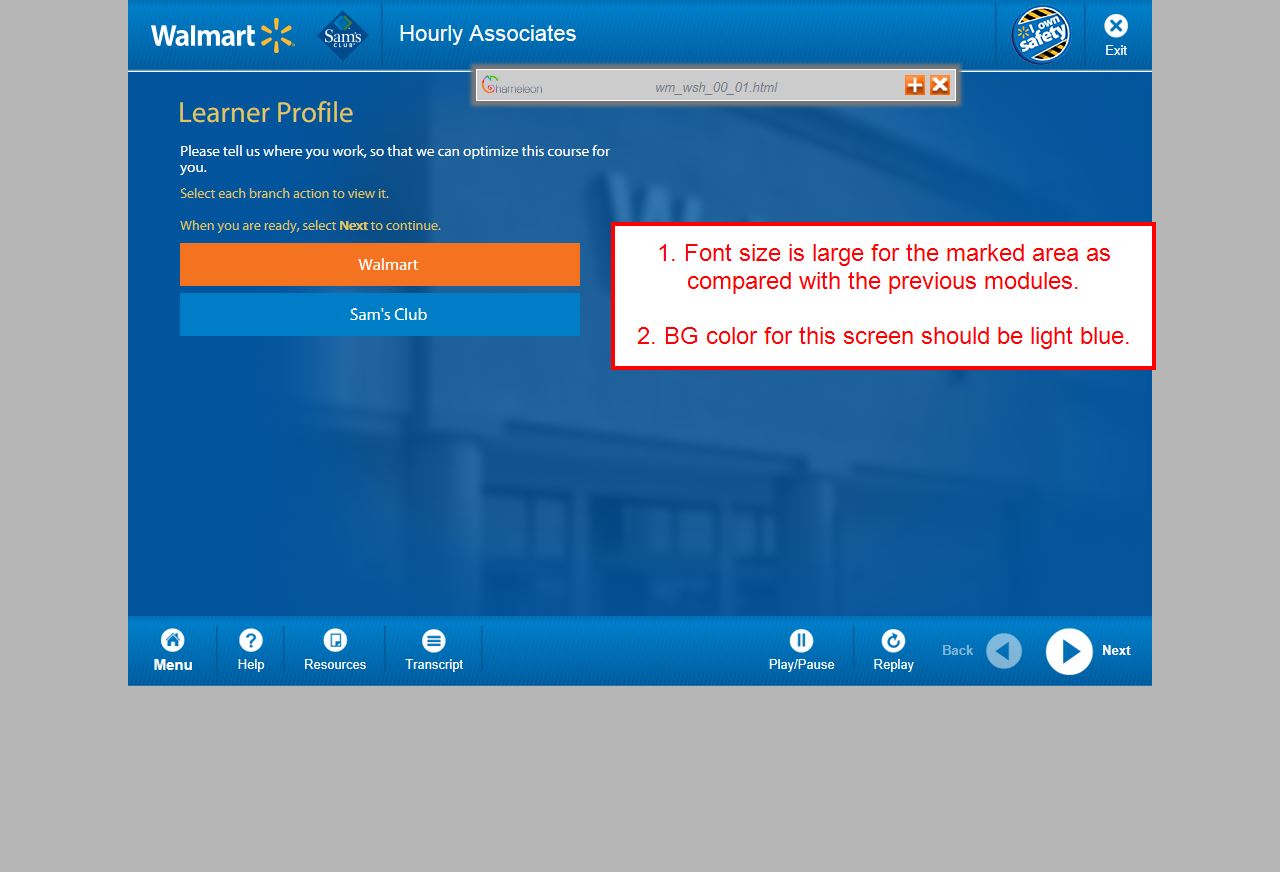 Walmart
Sam's
CLUB
Hourly Associates
I own
safety
Exit
Chameleon
wm_wsh_00_01.html
Learner Profile
Please tell us where you work, so that we can optimize this course for
you.
Select each branch action to view it.
When you are ready, select Next to continue.
Walmart
Sam's Club
1. Font size is large for the marked area as
compared with the previous modules.
2. BG color for this screen should be light blue.
Menu
Help
Resources
Transcript
Play/Pause
Replay
Back
Next